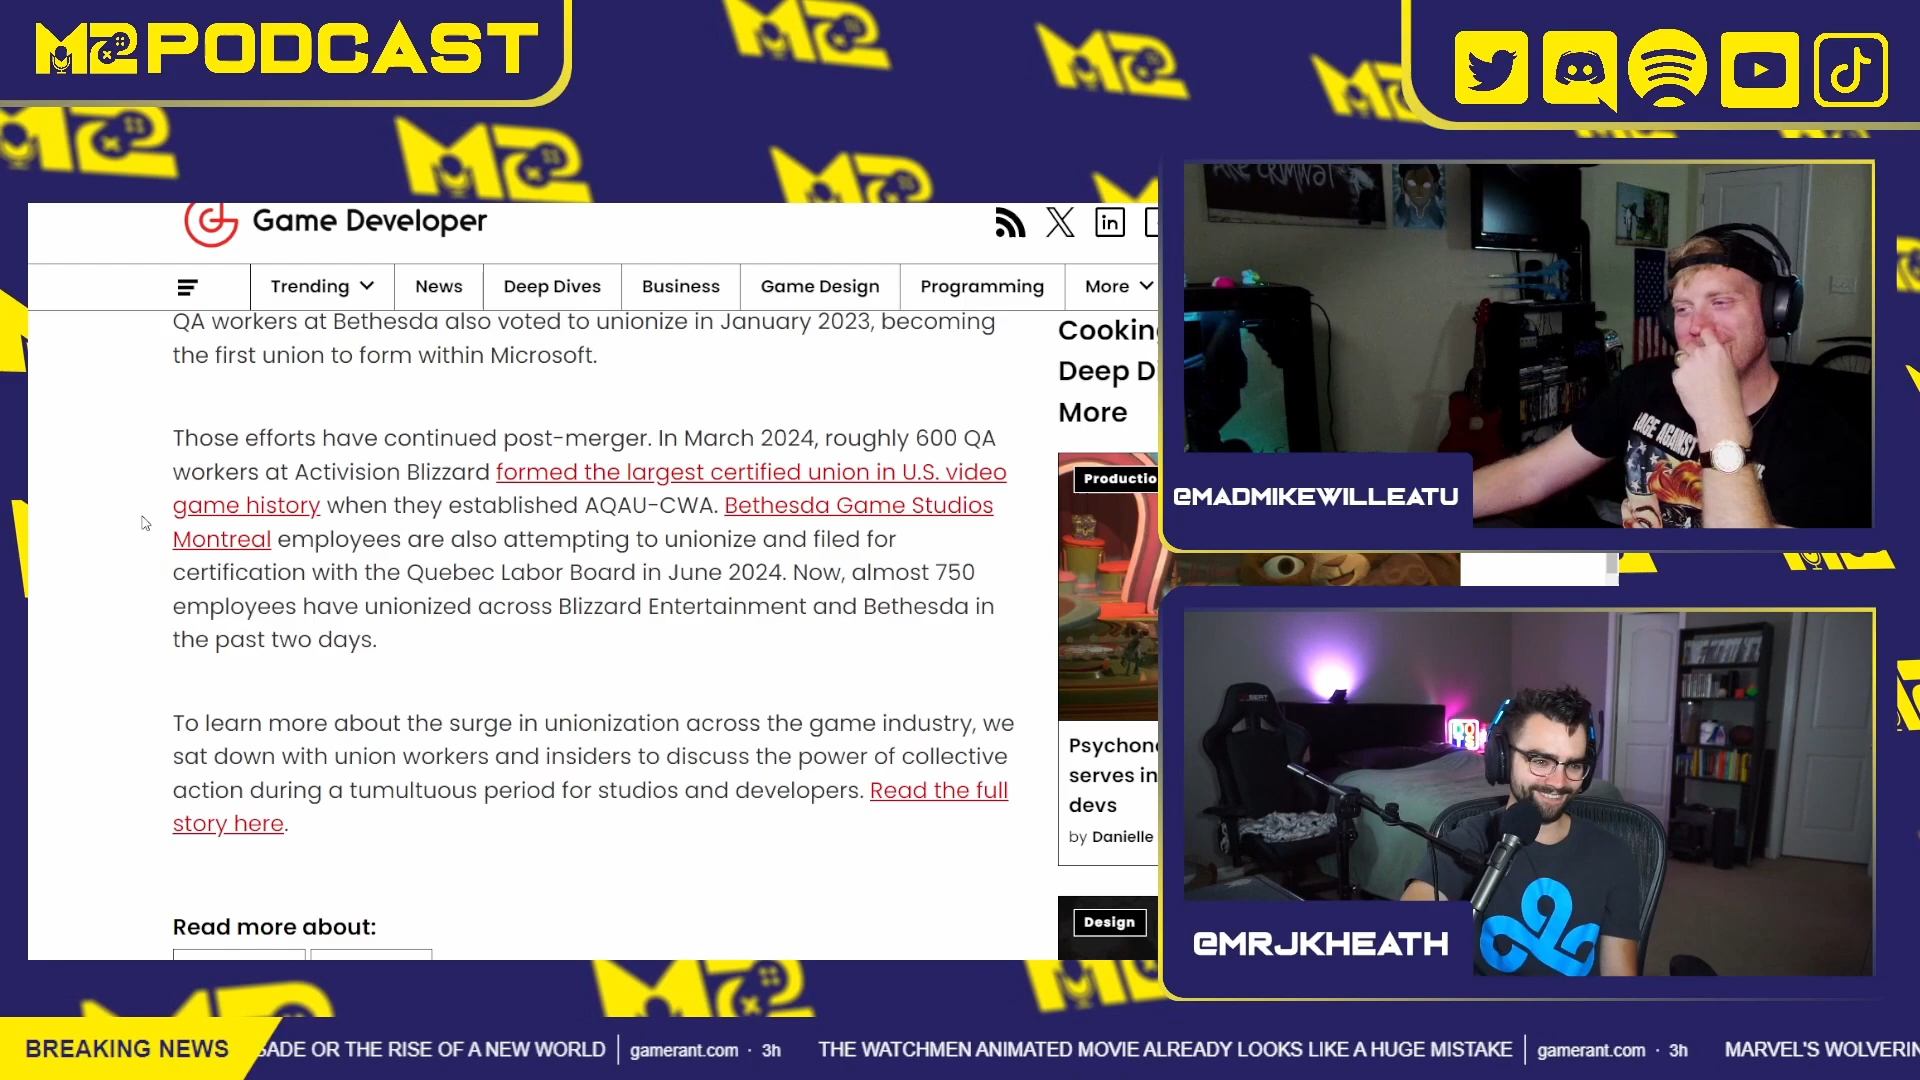 M2 PODCAST
Game Developer
Trending
News
Deep Dives
Business
Game Design
Programming
More
QA workers at Bethesda also voted to unionize in January 2023, becoming
the first union to form within Microsoft.
Those efforts have continued post-merger. In March 2024, roughly 600 QA
workers at Activision Blizzard formed the largest certified union in U.S. video
game history when they established AQAU-CWA. Bethesda Game Studios
Montreal employees are also attempting to unionize and filed for
certification with the Quebec Labor Board in June 2024. Now, almost 750
employees have unionized across Blizzard Entertainment and Bethesda in
the past two days.
To learn more about the surge in unionization across the game industry, we
sat down with union workers and insiders to discuss the power of collective
action during a tumultuous period for studios and developers. Read the full
story here.
Read more about:
Cooking
Deep D
More
Productio
Psychon
serves in
devs
by Danielle
Design
ARE CRIMINAL
RAGE AGAINST
@MADMIKEWILLEATU
@MRJKHEATH
BREAKING NEWS
SADE OR THE RISE OF A NEW WORLD | gamerant.com · 3h
THE WATCHMEN ANIMATED MOVIE ALREADY LOOKS LIKE A HUGE MISTAKE | gamerant.com · 3h
MARVEL'S WOLVERIN